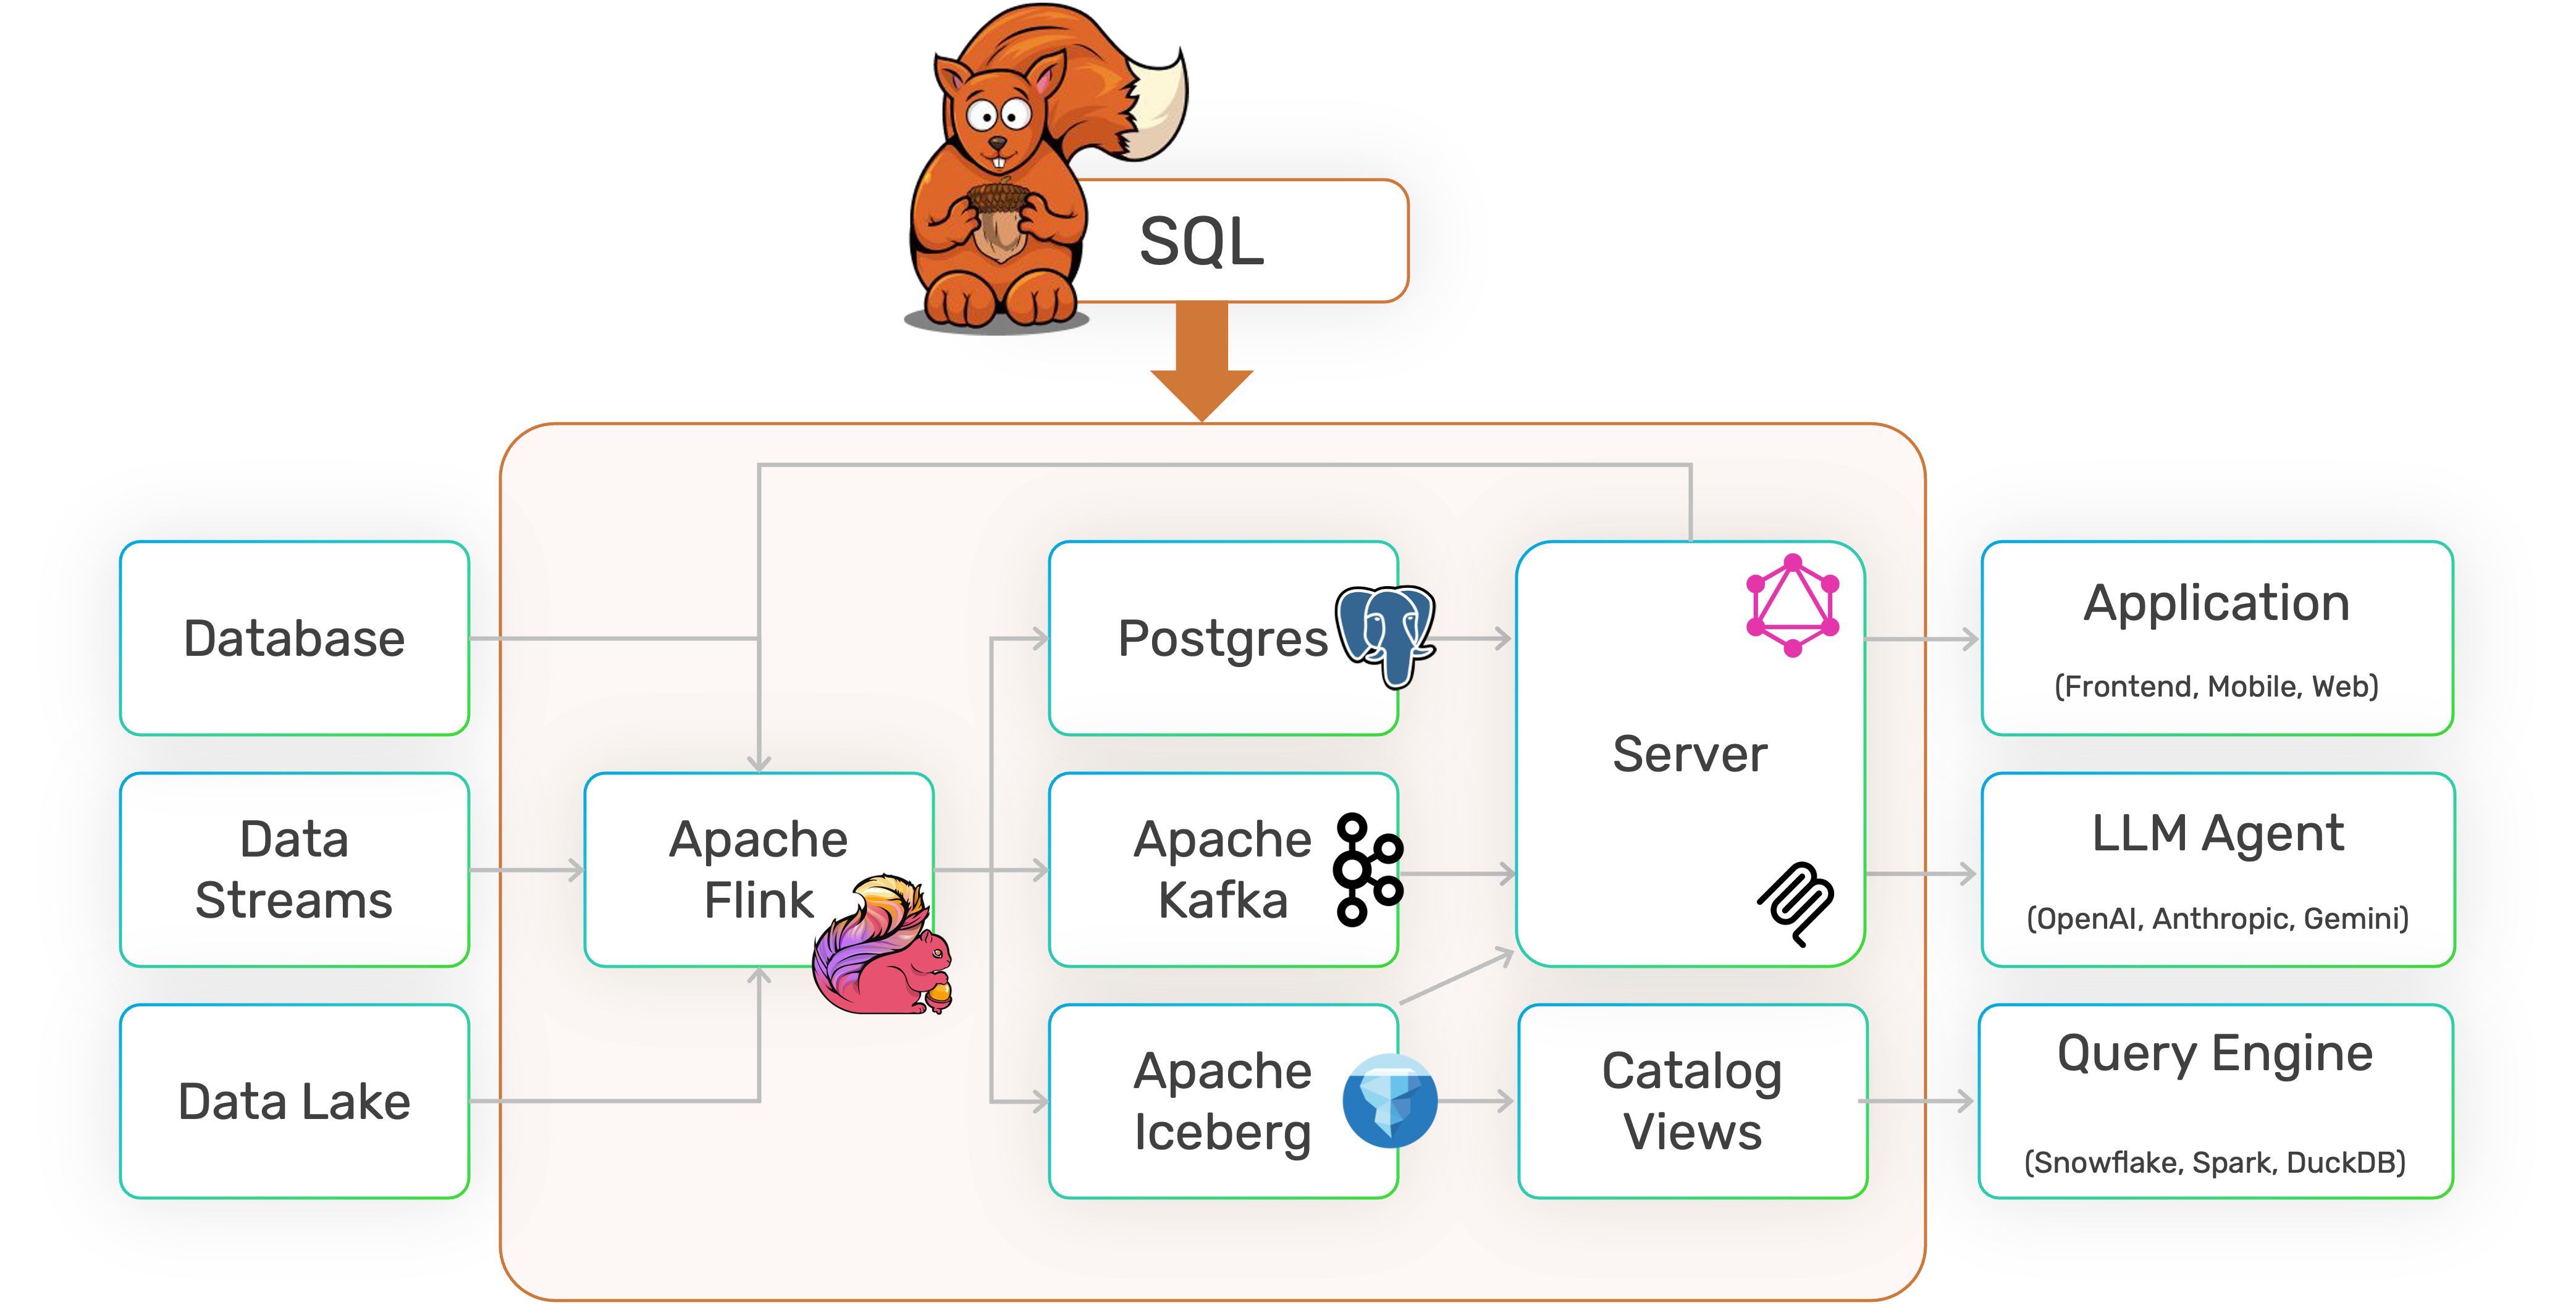 SQL
Database
Data
Streams
Data Lake
Apache
Flink
Postgres
Apache
Kafka
Apache
Iceberg
Server
Catalog
Views
Application
(Frontend, Mobile, Web)
LLM Agent
(OpenAI, Anthropic, Gemini)
Query Engine
(Snowflake, Spark, DuckDB)